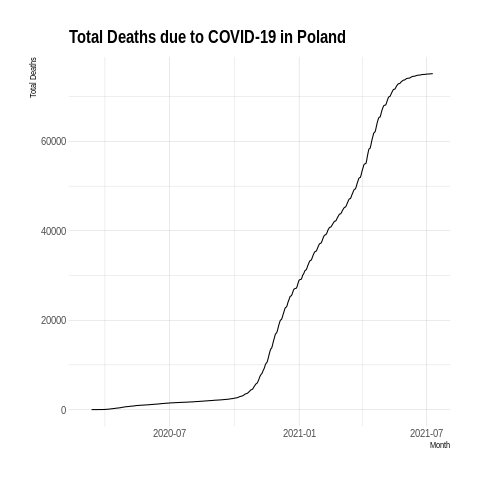 Total Deaths due to COVID-19 in Poland
Total Deaths
60000
40000
20000
0
2020-07 2021-01 2021-07
Month